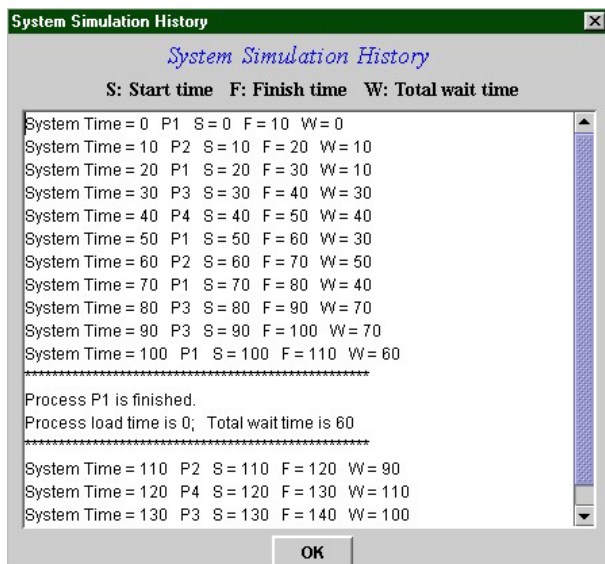 System Simulation History
System Simulation History
S: Start time F: Finish time W: Total wait time
System Time = 0 P1 S = 0 F = 10 W = 0
System Time = 10 P2 S = 10 F = 20 W = 10
System Time = 20 P1 S = 20 F = 30 W = 10
System Time = 30 P3 S = 30 F = 40 W = 30
System Time = 40 P4 S = 40 F = 50 W = 40
System Time = 50 P1 S = 50 F = 60 W = 30
System Time = 60 P2 S = 60 F = 70 W = 50
System Time = 70 P1 S = 70 F = 80 W = 40
System Time = 80 P3 S = 80 F = 90 W = 70
System Time = 90 P3 S = 90 F = 100 W = 70
System Time = 100 P1 S = 100 F = 110 W = 60
******************************************************
Process P1 is finished.
Process load time is 0; Total wait time is 60
******************************************************
System Time = 110 P2 S = 110 F = 120 W = 90
System Time = 120 P4 S = 120 F = 130 W = 110
System Time = 130 P3 S = 130 F = 140 W = 100
OK